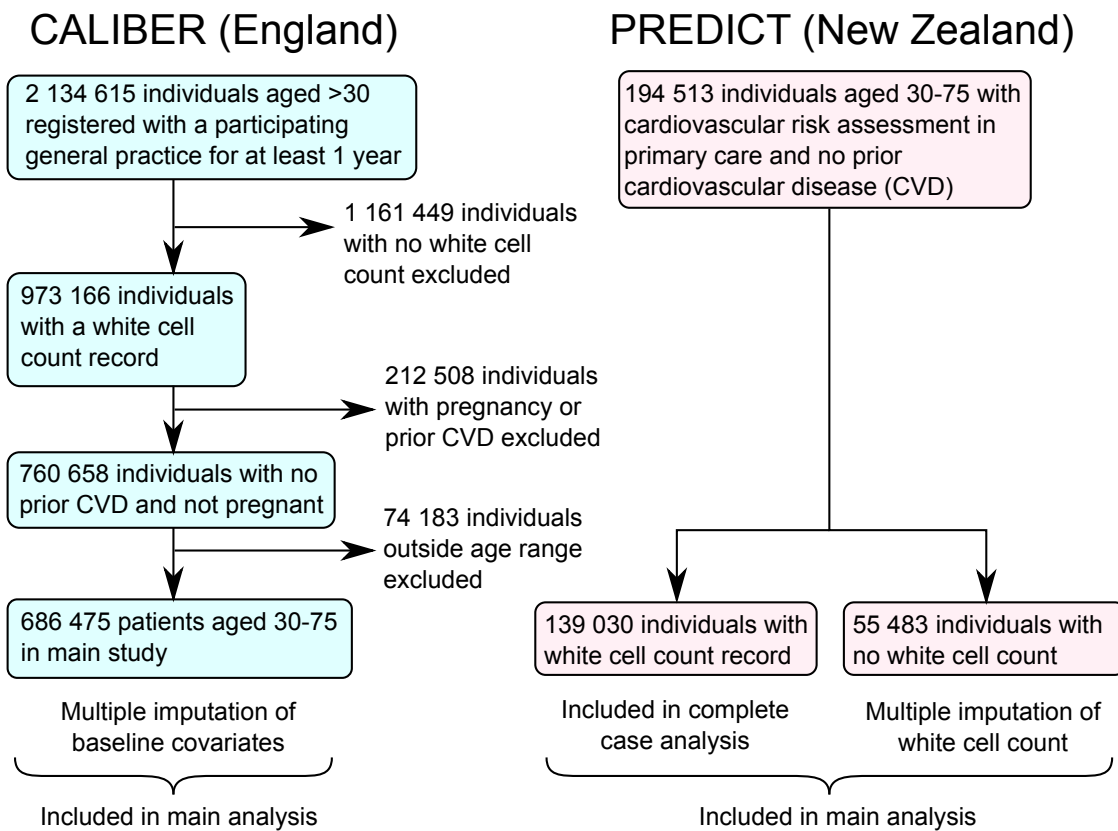 CALIBER (England)
2 134 615 individuals aged >30
registered with a participating
general practice for at least 1 year
1 161 449 individuals
with no white cell
count excluded
973 166 individuals
with a white cell
count record
212 508 individuals
with pregnancy or
prior CVD excluded
760 658 individuals with no
prior CVD and not pregnant
74 183 individuals
outside age range
excluded
686 475 patients aged 30-75
in main study
Multiple imputation of
baseline covariates
Included in main analysis
PREDICT (New Zealand)
194 513 individuals aged 30-75 with
cardiovascular risk assessment in
primary care and no prior
cardiovascular disease (CVD)
139 030 individuals with
white cell count record
55 483 individuals with
no white cell count
Included in complete
case analysis
Multiple imputation of
white cell count
Included in main analysis